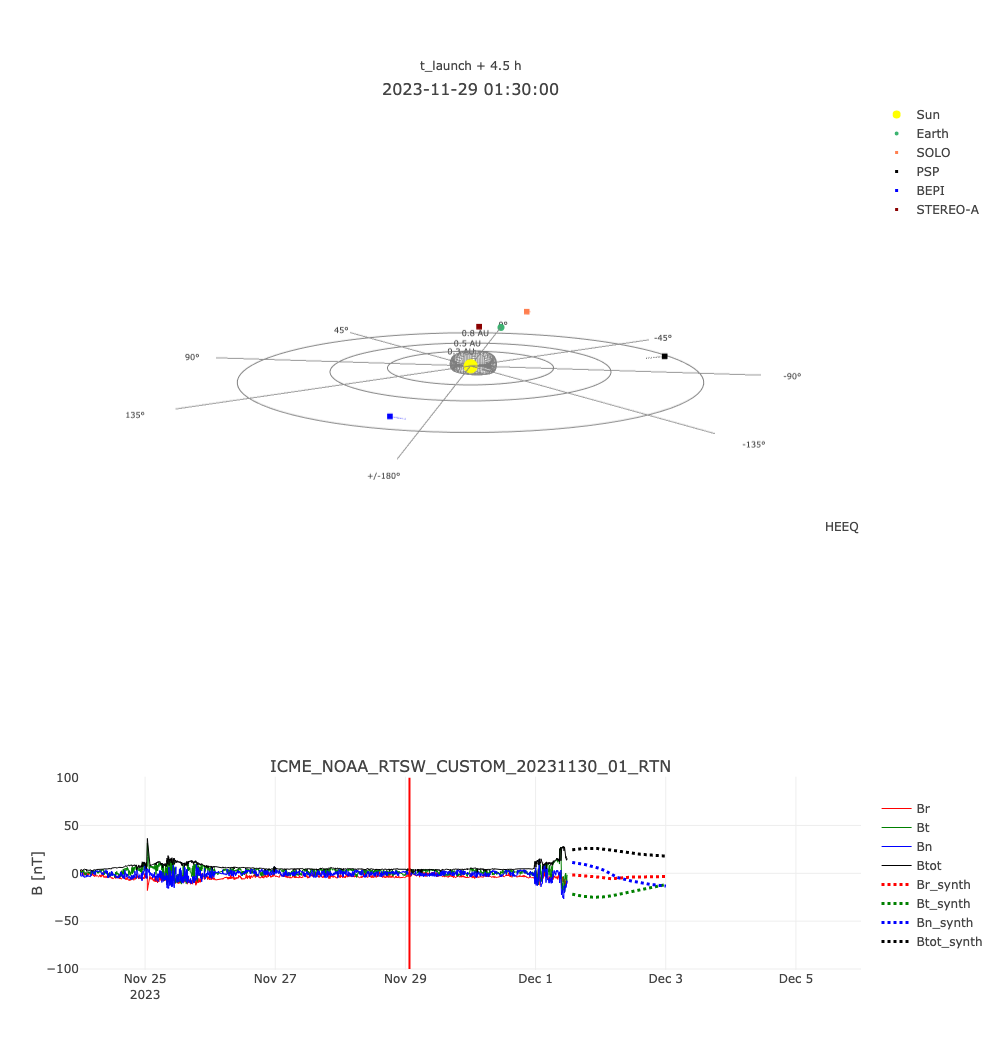 t_launch + 4.5 h
2023-11-29 01:30:00
Sun
Earth
SOLO
PSP
BEPI
STEREO-A
0°
45°
0.8 AU
0.5 AU
0.3 AU
-45°
90°
-90°
135°
-135°
+/-180°
HEEQ
ICME_NOAA_RTSW_CUSTOM_20231130_01_RTN
B [nT]
100
50
0
−50
−100
Nov 25
2023
Nov 27
Nov 29
Dec 1
Dec 3
Dec 5
Br
Bt
Bn
Btot
Br_synth
Bt_synth
Bn_synth
Btot_synth